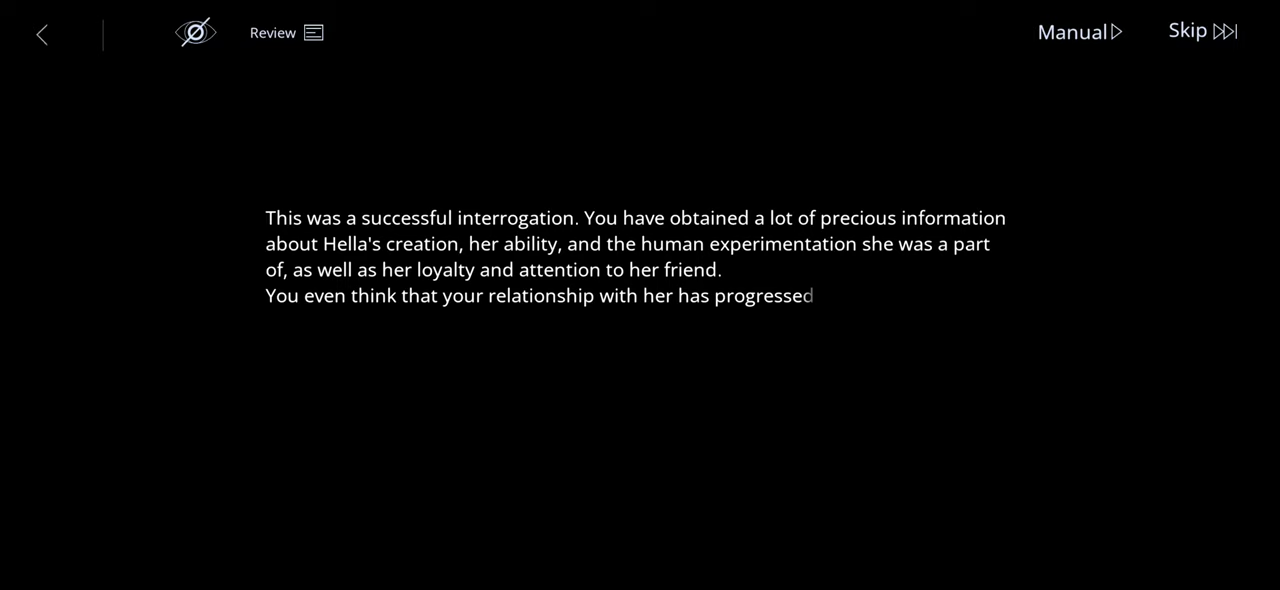 Review
Manual
Skip
This was a successful interrogation. You have obtained a lot of precious information
about Hella's creation, her ability, and the human experimentation she was a part
of, as well as her loyalty and attention to her friend.
You even think that your relationship with her has progressed